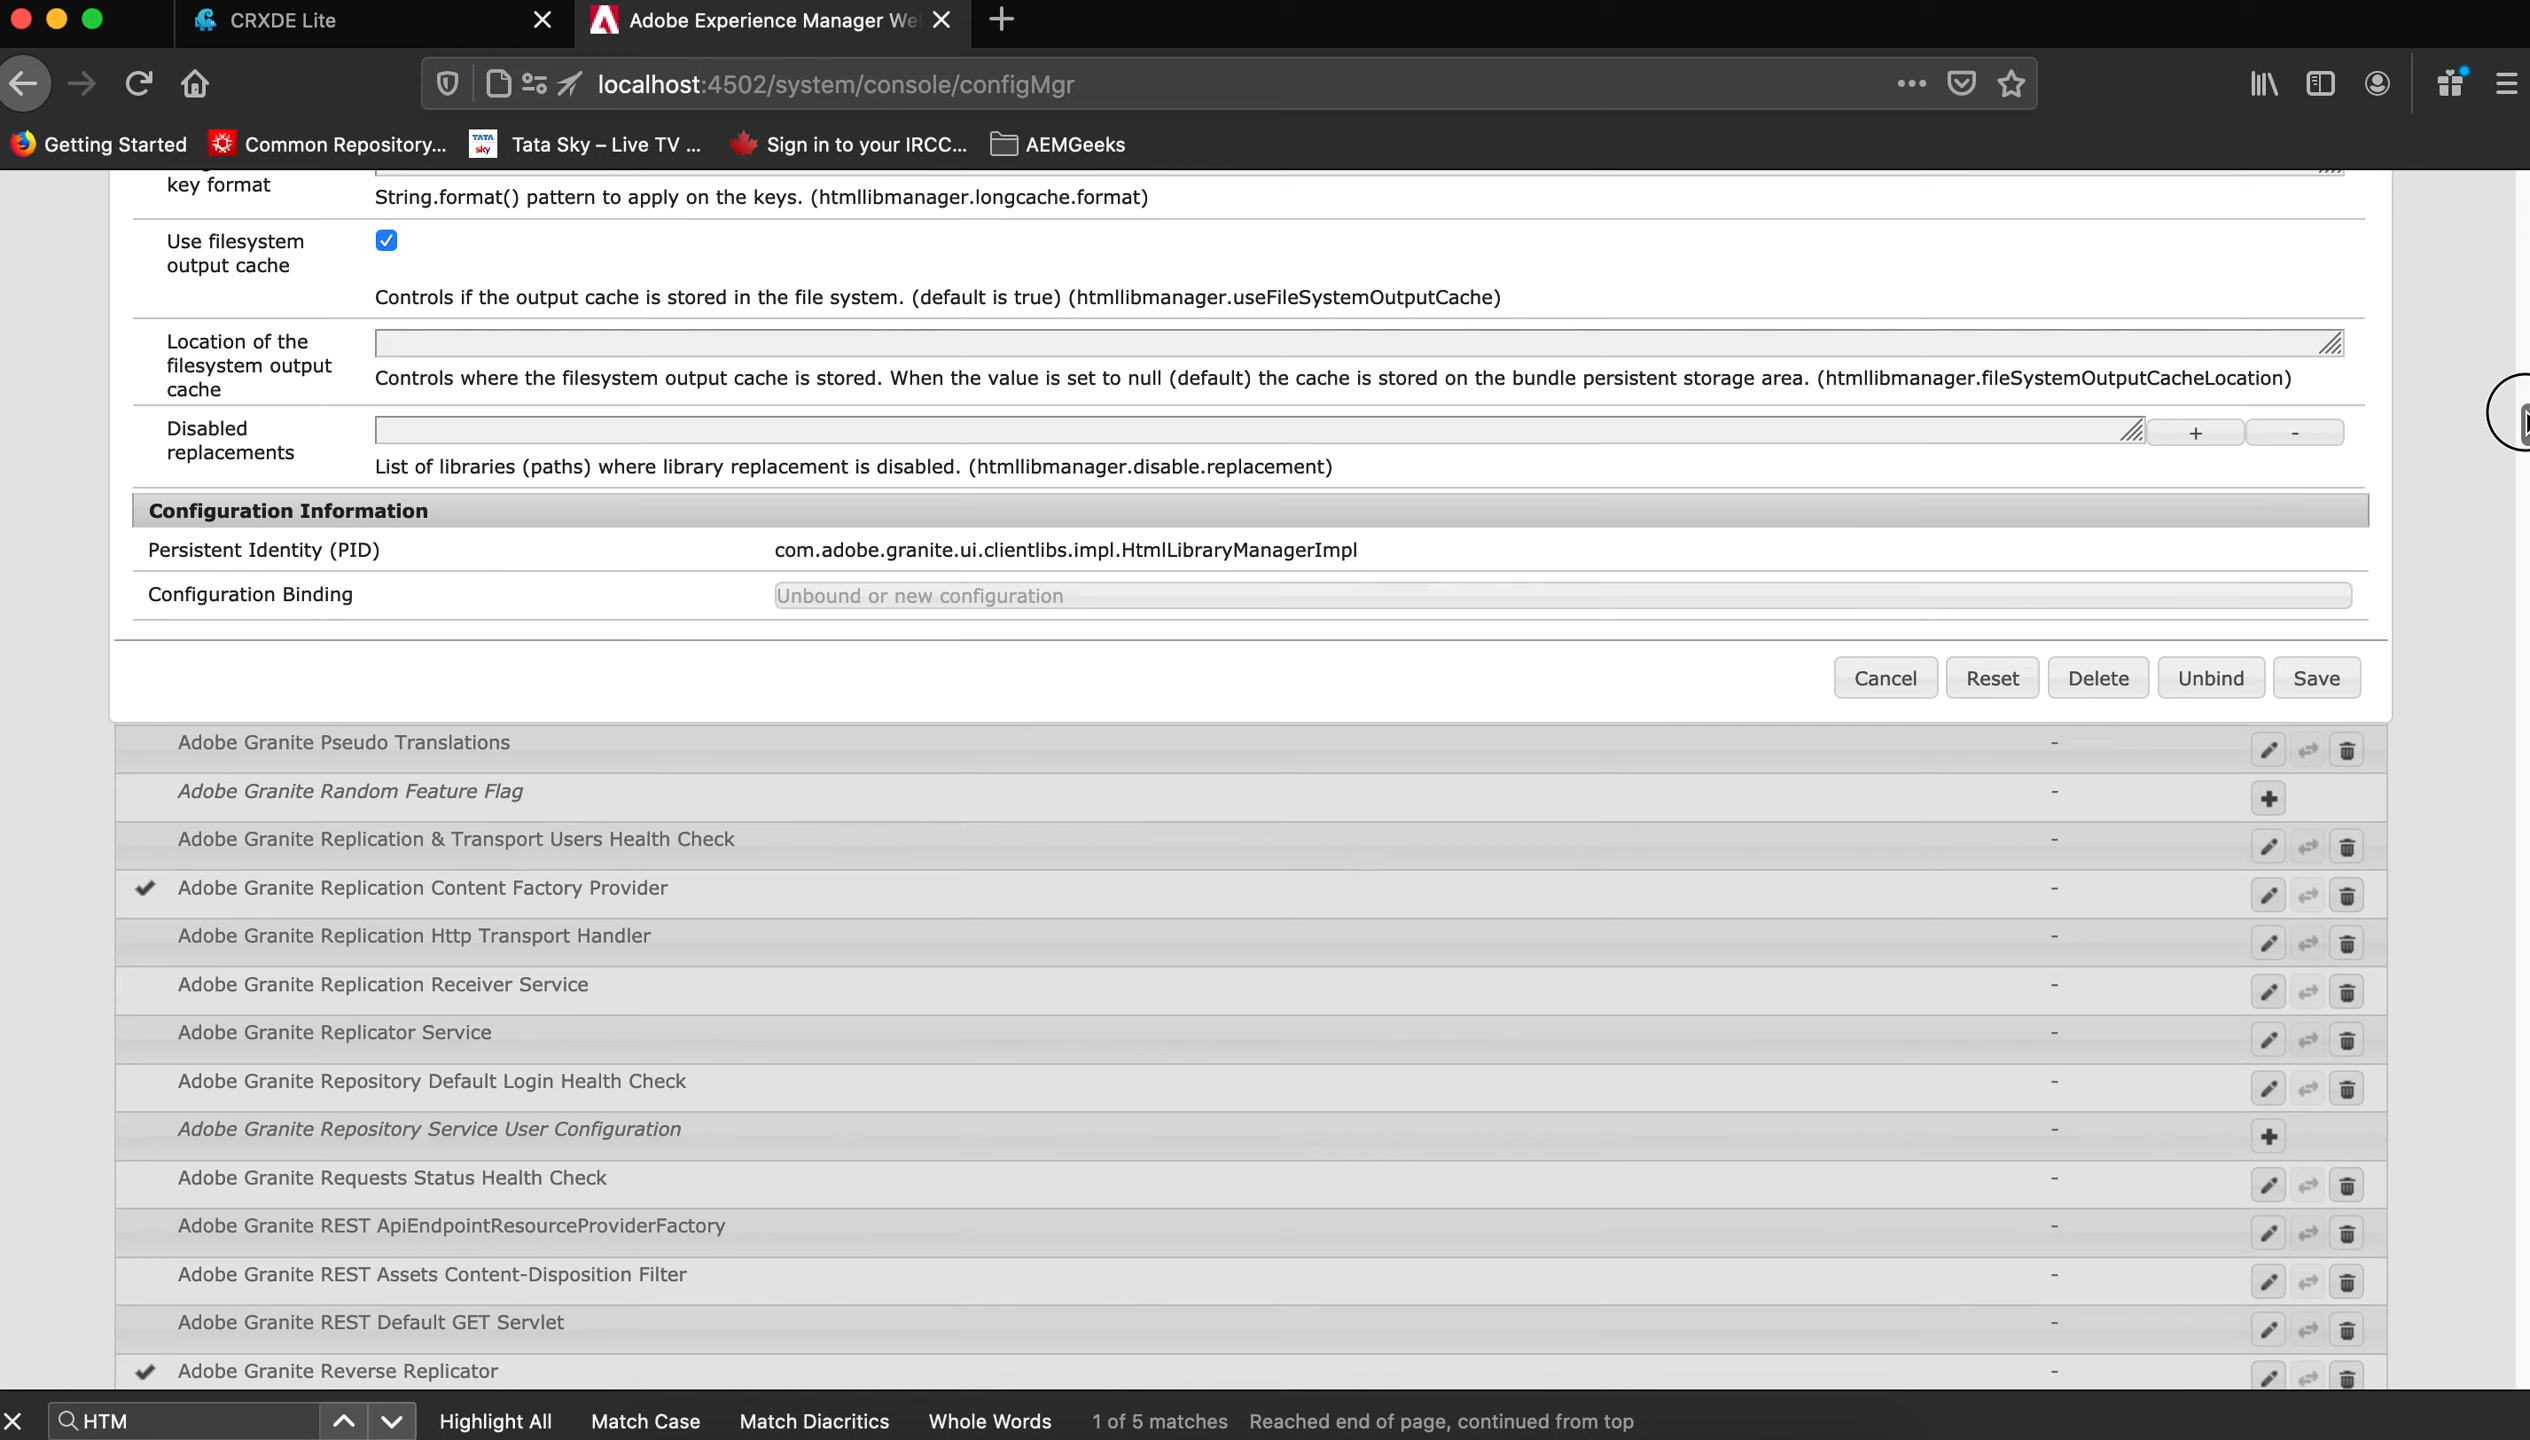 CRXDE Lite
Adobe Experience Manager We
localhost:4502/system/console/configMgr
Getting Started
Common Repository...
TATA sky
Tata Sky – Live TV ...
Sign in to your IRCC...
AEMGeeks
key format
String.format() pattern to apply on the keys. (htmllibmanager.longcache.format)
Use filesystem
output cache
Controls if the output cache is stored in the file system. (default is true) (htmllibmanager.useFileSystemOutputCache)
Location of the
filesystem output
cache
Controls where the filesystem output cache is stored. When the value is set to null (default) the cache is stored on the bundle persistent storage area. (htmllibmanager.fileSystemOutputCacheLocation)
Disabled
replacements
+ -
List of libraries (paths) where library replacement is disabled. (htmllibmanager.disable.replacement)
Configuration Information
Persistent Identity (PID) com.adobe.granite.ui.clientlibs.impl.HtmlLibraryManagerImpl
Configuration Binding Unbound or new configuration
Cancel Reset Delete Unbind Save
Adobe Granite Pseudo Translations -
Adobe Granite Random Feature Flag -
Adobe Granite Replication & Transport Users Health Check -
Adobe Granite Replication Content Factory Provider -
Adobe Granite Replication Http Transport Handler -
Adobe Granite Replication Receiver Service -
Adobe Granite Replicator Service -
Adobe Granite Repository Default Login Health Check -
Adobe Granite Repository Service User Configuration -
Adobe Granite Requests Status Health Check -
Adobe Granite REST ApiEndpointResourceProviderFactory -
Adobe Granite REST Assets Content-Disposition Filter -
Adobe Granite REST Default GET Servlet -
Adobe Granite Reverse Replicator -
HTM Highlight All Match Case Match Diacritics Whole Words 1 of 5 matches Reached end of page, continued from top